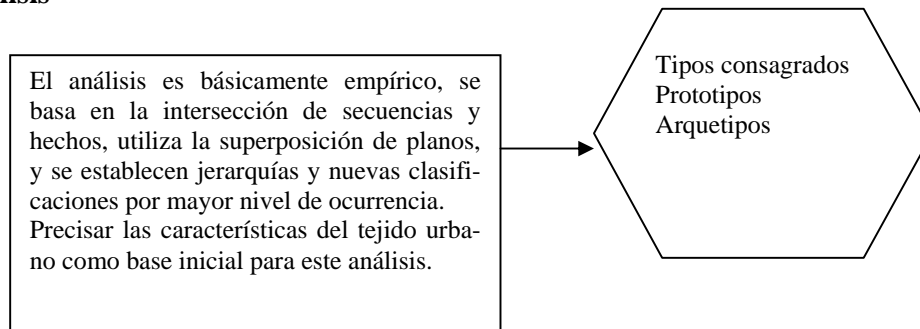 El análisis es básicamente empírico, se
basa en la intersección de secuencias y
hechos, utiliza la superposición de planos,
y se establecen jerarquías y nuevas clasifi-
caciones por mayor nivel de ocurrencia.
Precisar las características del tejido urba-
no como base inicial para este análisis.
Tipos consagrados
Prototipos
Arquetipos